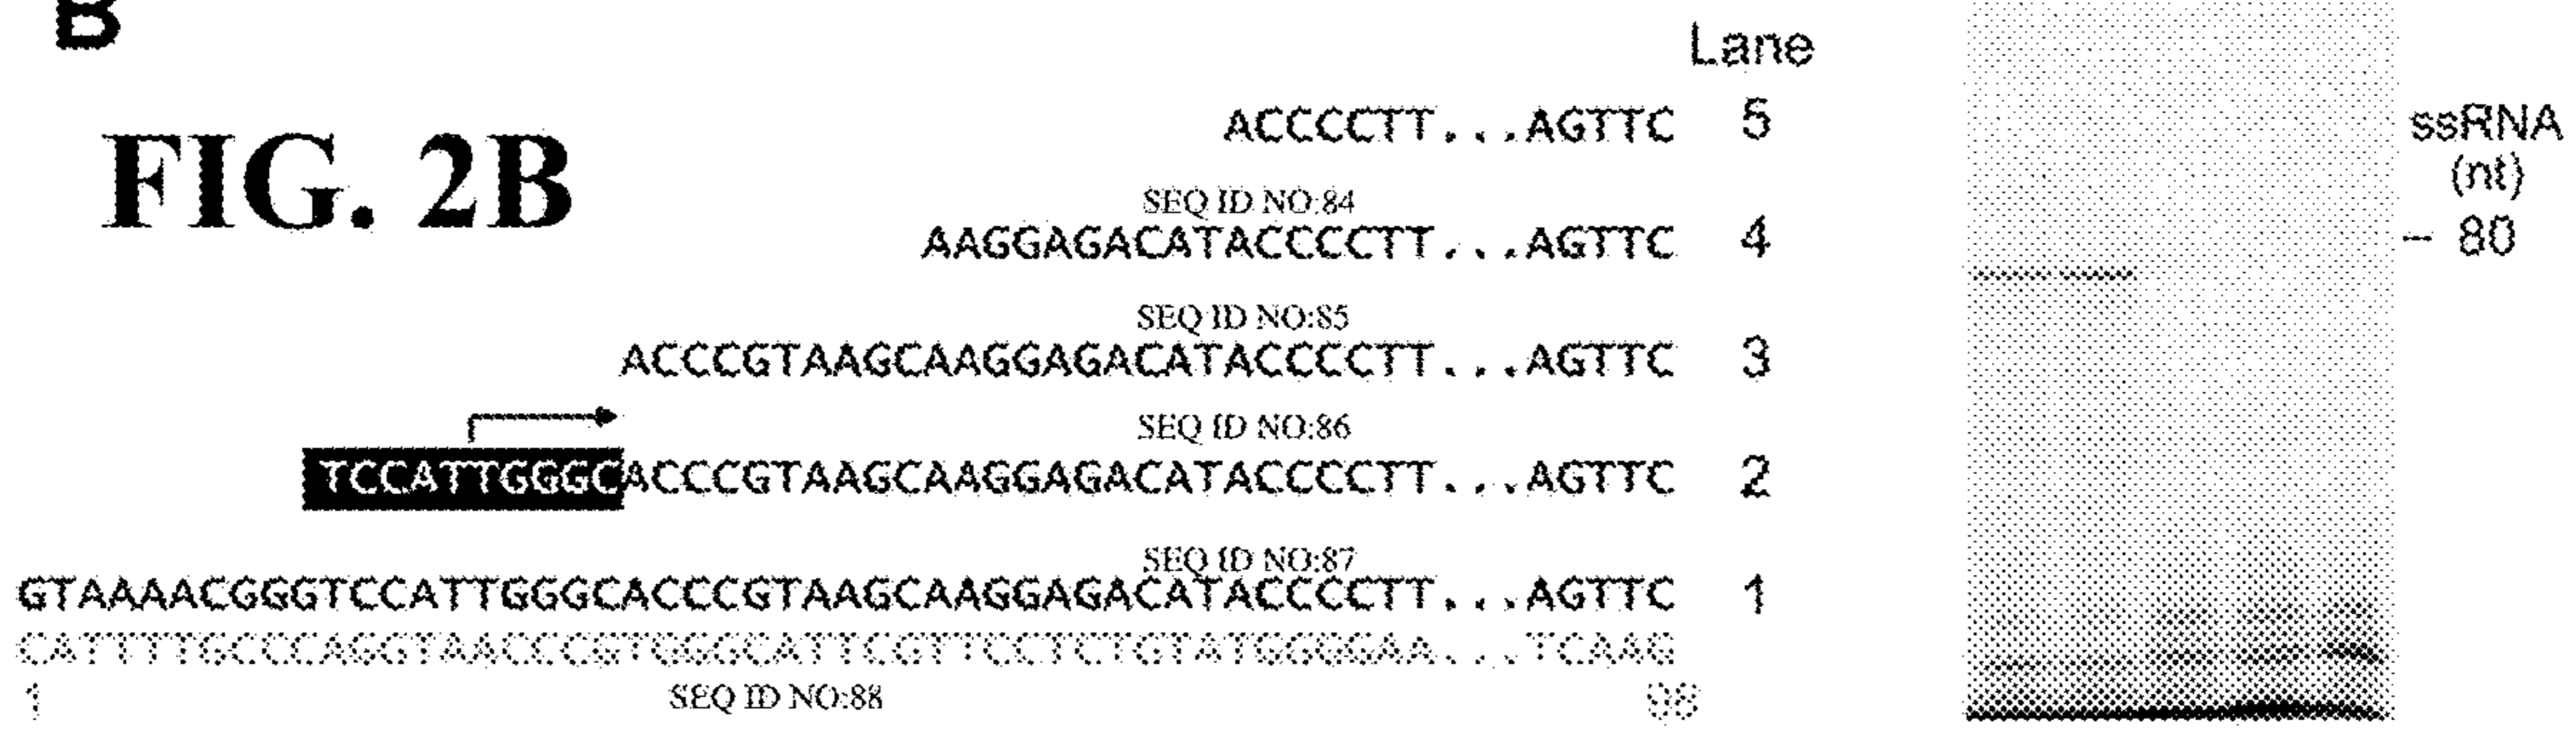 B
FIG. 2B
Lane
ACCCCTT...AGTTC 5
SEQ ID NO:84
AAGGAGACATACCCCTT...AGTTC 4
SEQ ID NO:85
ACCCGTAAGCAAGGAGACATACCCCTT...AGTTC 3
SEQ ID NO:86
TCCATTGGGCACCCGTAAGCAAGGAGACATACCCCTT...AGTTC 2
SEQ ID NO:87
GTAAAACGGGTCCATTGGGCACCCGTAAGCAAGGAGACATACCCCTT...AGTTC 1
CATTTTGCCCAGGTAACCCGTGGGCATTCGTTCCTCTGTATGGGGAA...TCAAG
1 98
SEQ ID NO:88
ssRNA
(nt)
– 80